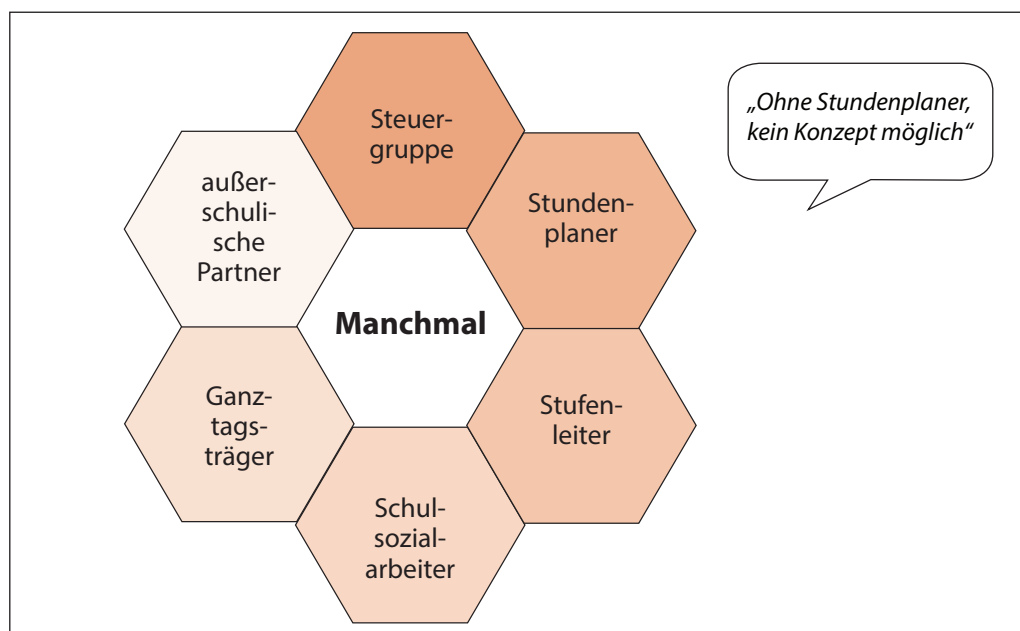 Steuer-
gruppe
„Ohne Stundenplaner,
kein Konzept möglich“
außer-
schuli-
sche
Partner
Stunden-
planer
Manchmal
Ganz-
tags-
träger
Stufen-
leiter
Schul-
sozial-
arbeiter